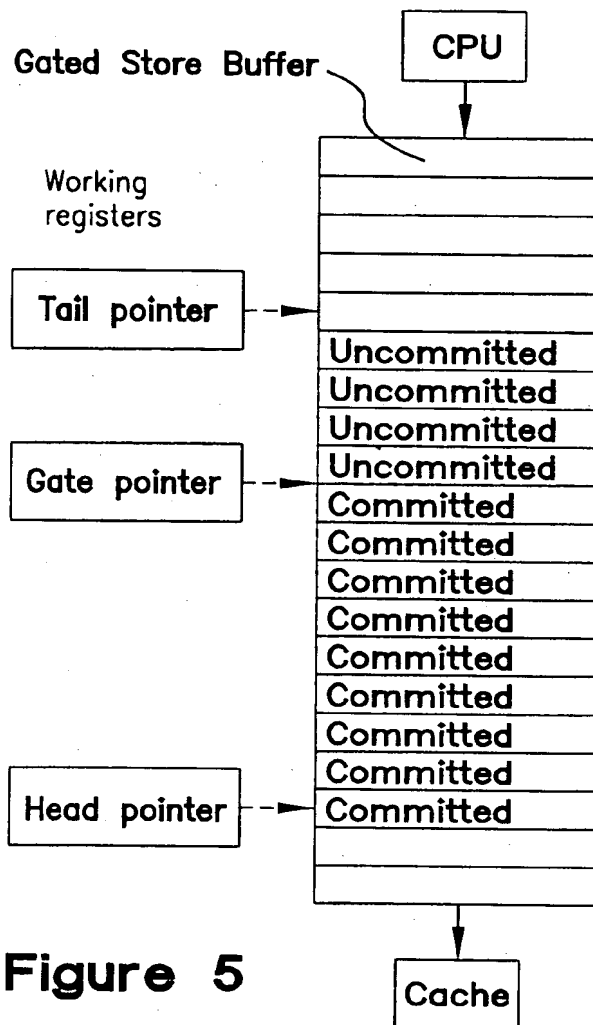 CPU
Gated Store Buffer
Working
registers
Tail pointer
Uncommitted
Uncommitted
Uncommitted
Uncommitted
Gate pointer
Committed
Committed
Committed
Committed
Committed
Committed
Committed
Committed
Head pointer
Committed
Figure 5
Cache